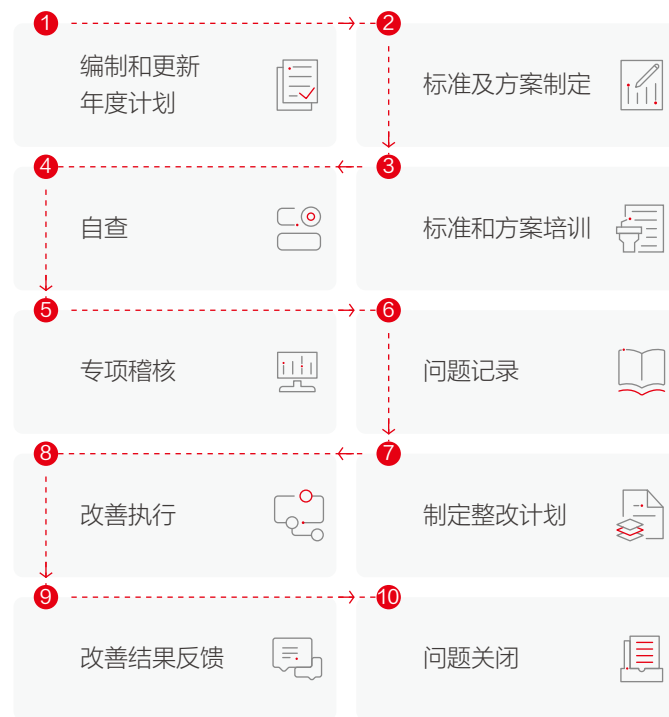 1
编制和更新
年度计划
2
标准及方案制定
3
标准和方案培训
4
自查
5
专项稽核
6
问题记录
7
制定整改计划
8
改善执行
9
改善结果反馈
10
问题关闭